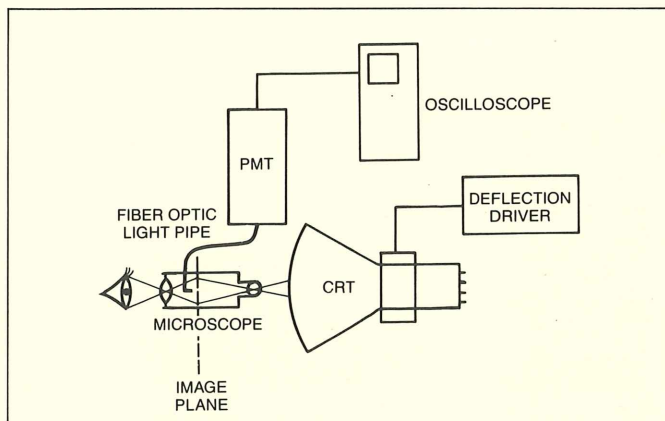 OSCILLOSCOPE
PMT
DEFLECTION
DRIVER
FIBER OPTIC
LIGHT PIPE
CRT
MICROSCOPE
IMAGE
PLANE